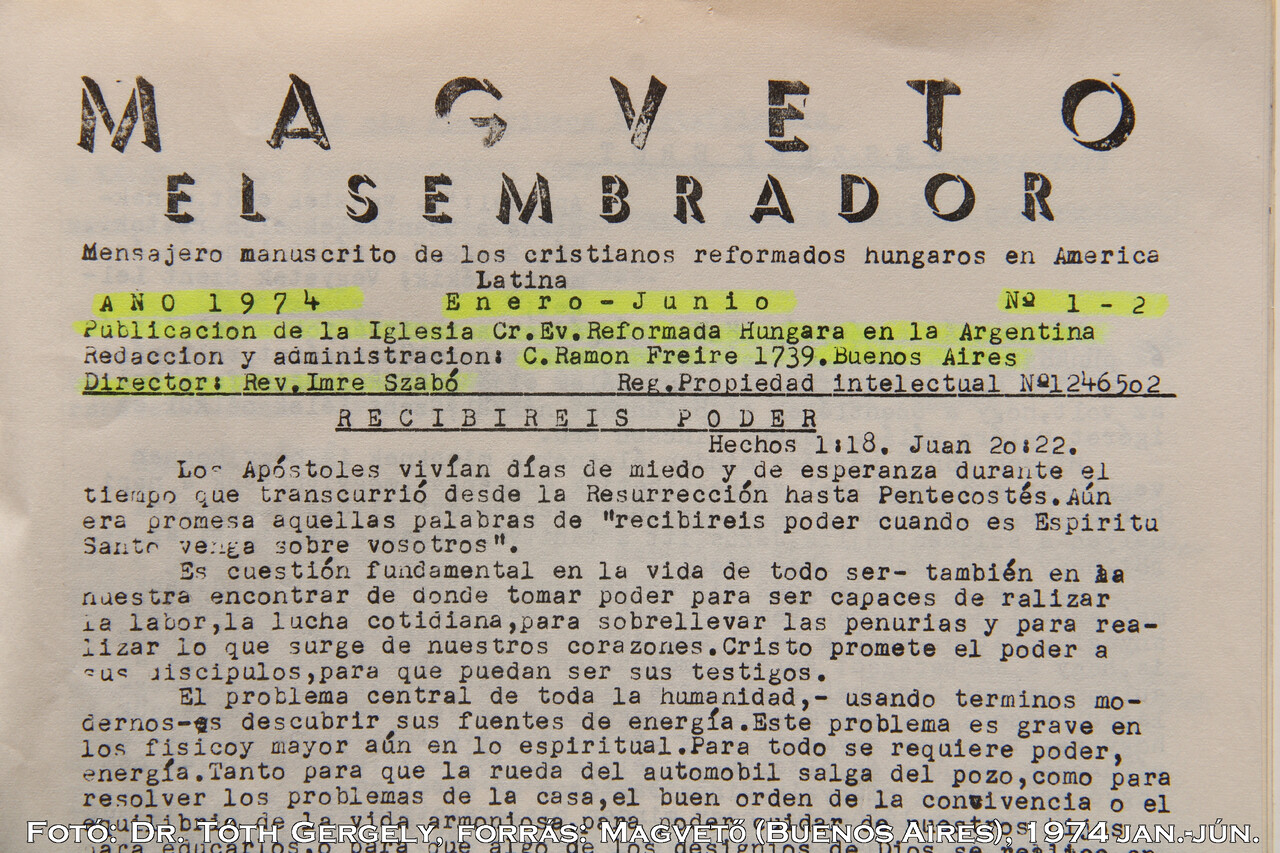 MAGVETO
EL SEMBRADOR
Mensajero manuscrito de los cristianos reformados hungaros en America
Latina
AÑO 1974 Enero-Junio Nº 1-2
Publicacion de la Iglesia Cr.Ev.Reformada Hungara en la Argentina
Redaccion y administracion: C.Ramon Freire 1739.Buenos Aires
Director: Rev.Imre Szabó Reg.Propiedad intelectual Nº1246502
RECIBIREIS PODER
Hechos 1:18. Juan 20:22.
Los Apóstoles vivían días de miedo y de esperanza durante el
tiempo que transcurrió desde la Resurrección hasta Pentecostés.Aún
era promesa aquellas palabras de "recibireis poder cuando es Espiritu
Santo venga sobre vosotros".
Es cuestión fundamental en la vida de todo ser- también en la
nuestra encontrar de donde tomar poder para ser capaces de ralizar
la labor,la lucha cotidiana,para sobrellevar las penurias y para rea-
lizar lo que surge de nuestros corazones.Cristo promete el poder a
sus discipulos,para que puedan ser sus testigos.
El problema central de toda la humanidad,- usando terminos mo-
dernos-es descubrir sus fuentes de energía.Este problema es grave en
los fisicoy mayor aún en lo espiritual.Para todo se requiere poder,
energía.Tanto para que la rueda del automobil salga del pozo,como para
resolver los problemas de la casa,el buen orden de la convivencia o el
Fotó: Dr. Tóth Gergely, forrás: Magvető (Buenos Aires), 1974 jan.-jún.